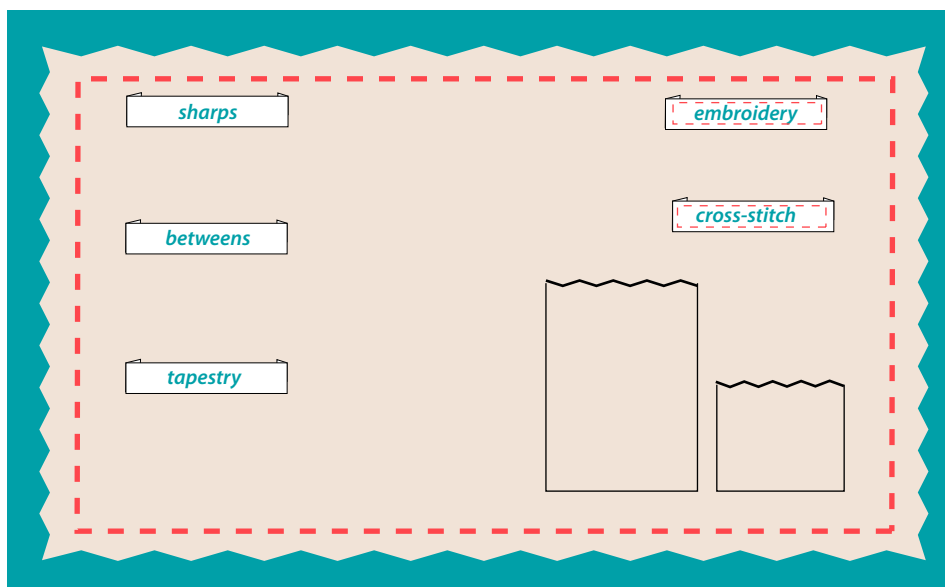 sharps
embroidery
cross-stitch
betweens
tapestry